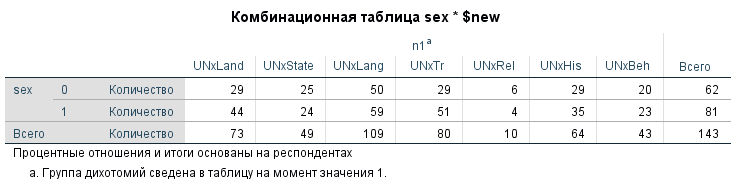 Комбинационная таблица sex * $new
n1a
UNxLand UNxState UNxLang UNxTr UNxRel UNxHis UNxBeh Всего
sex 0 Количество 29 25 50 29 6 29 20 62
1 Количество 44 24 59 51 4 35 23 81
Всего Количество 73 49 109 80 10 64 43 143
Процентные отношения и итоги основаны на респондентах
a. Группа дихотомий сведена в таблицу на момент значения 1.